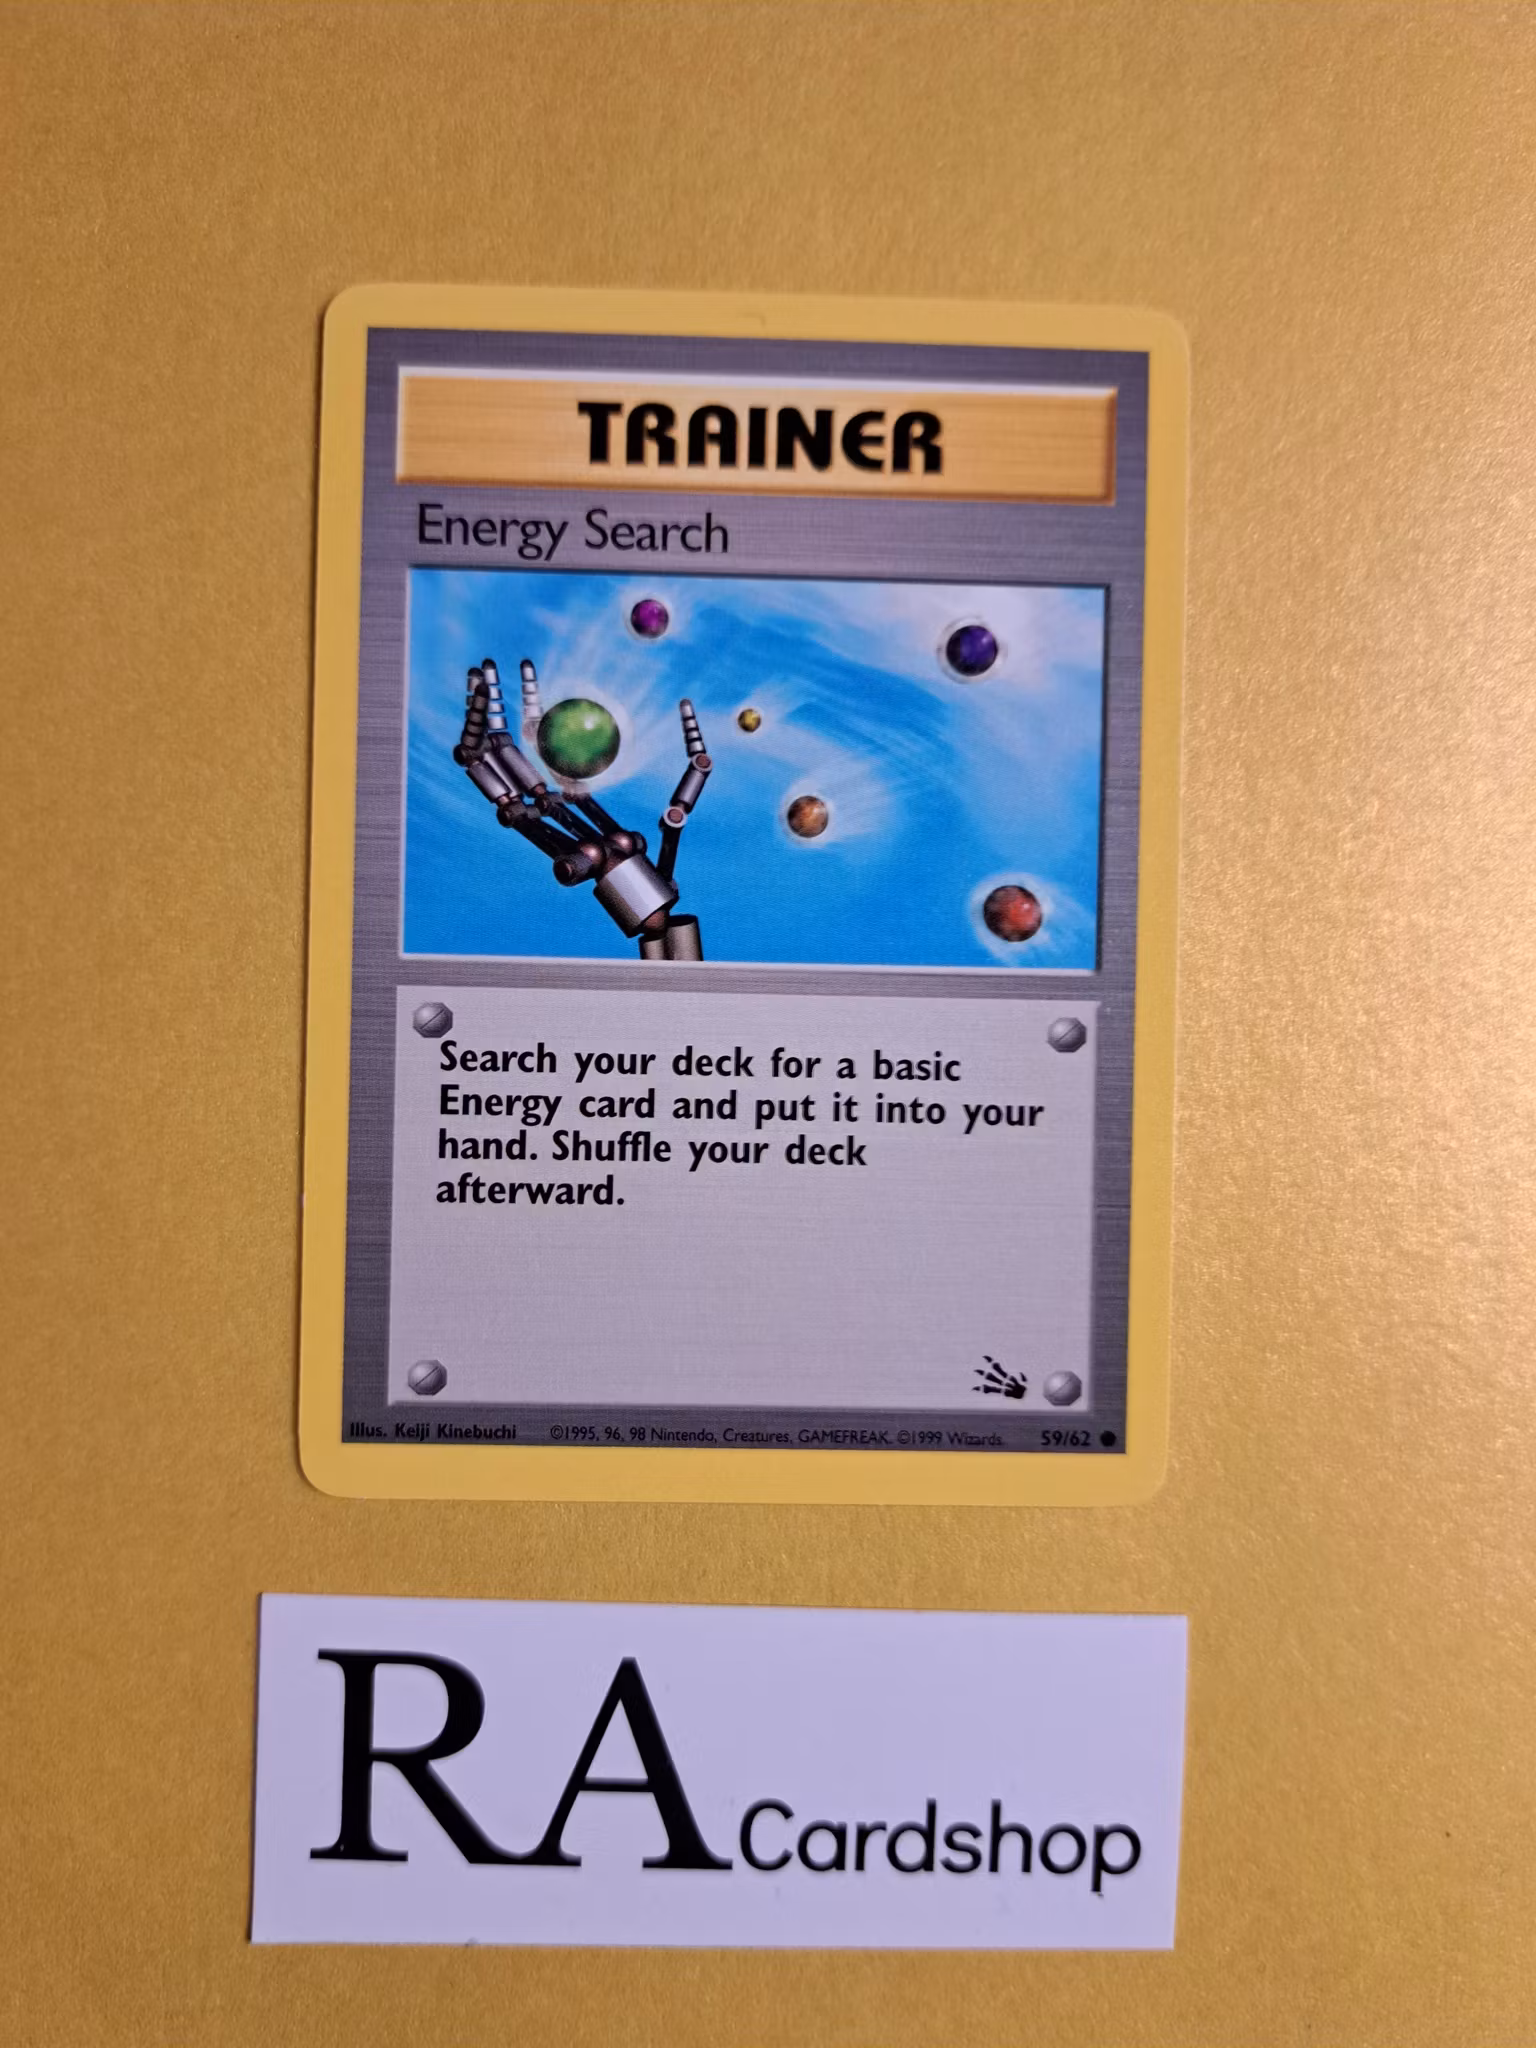 TRAINER
Energy Search
Search your deck for a basic
Energy card and put it into your
hand. Shuffle your deck
afterward.
Illus. Keiji Kinebuchi ©1995, 96, 98 Nintendo, Creatures, GAMEFREAK. ©1999 Wizards. 59/62
RA Cardshop